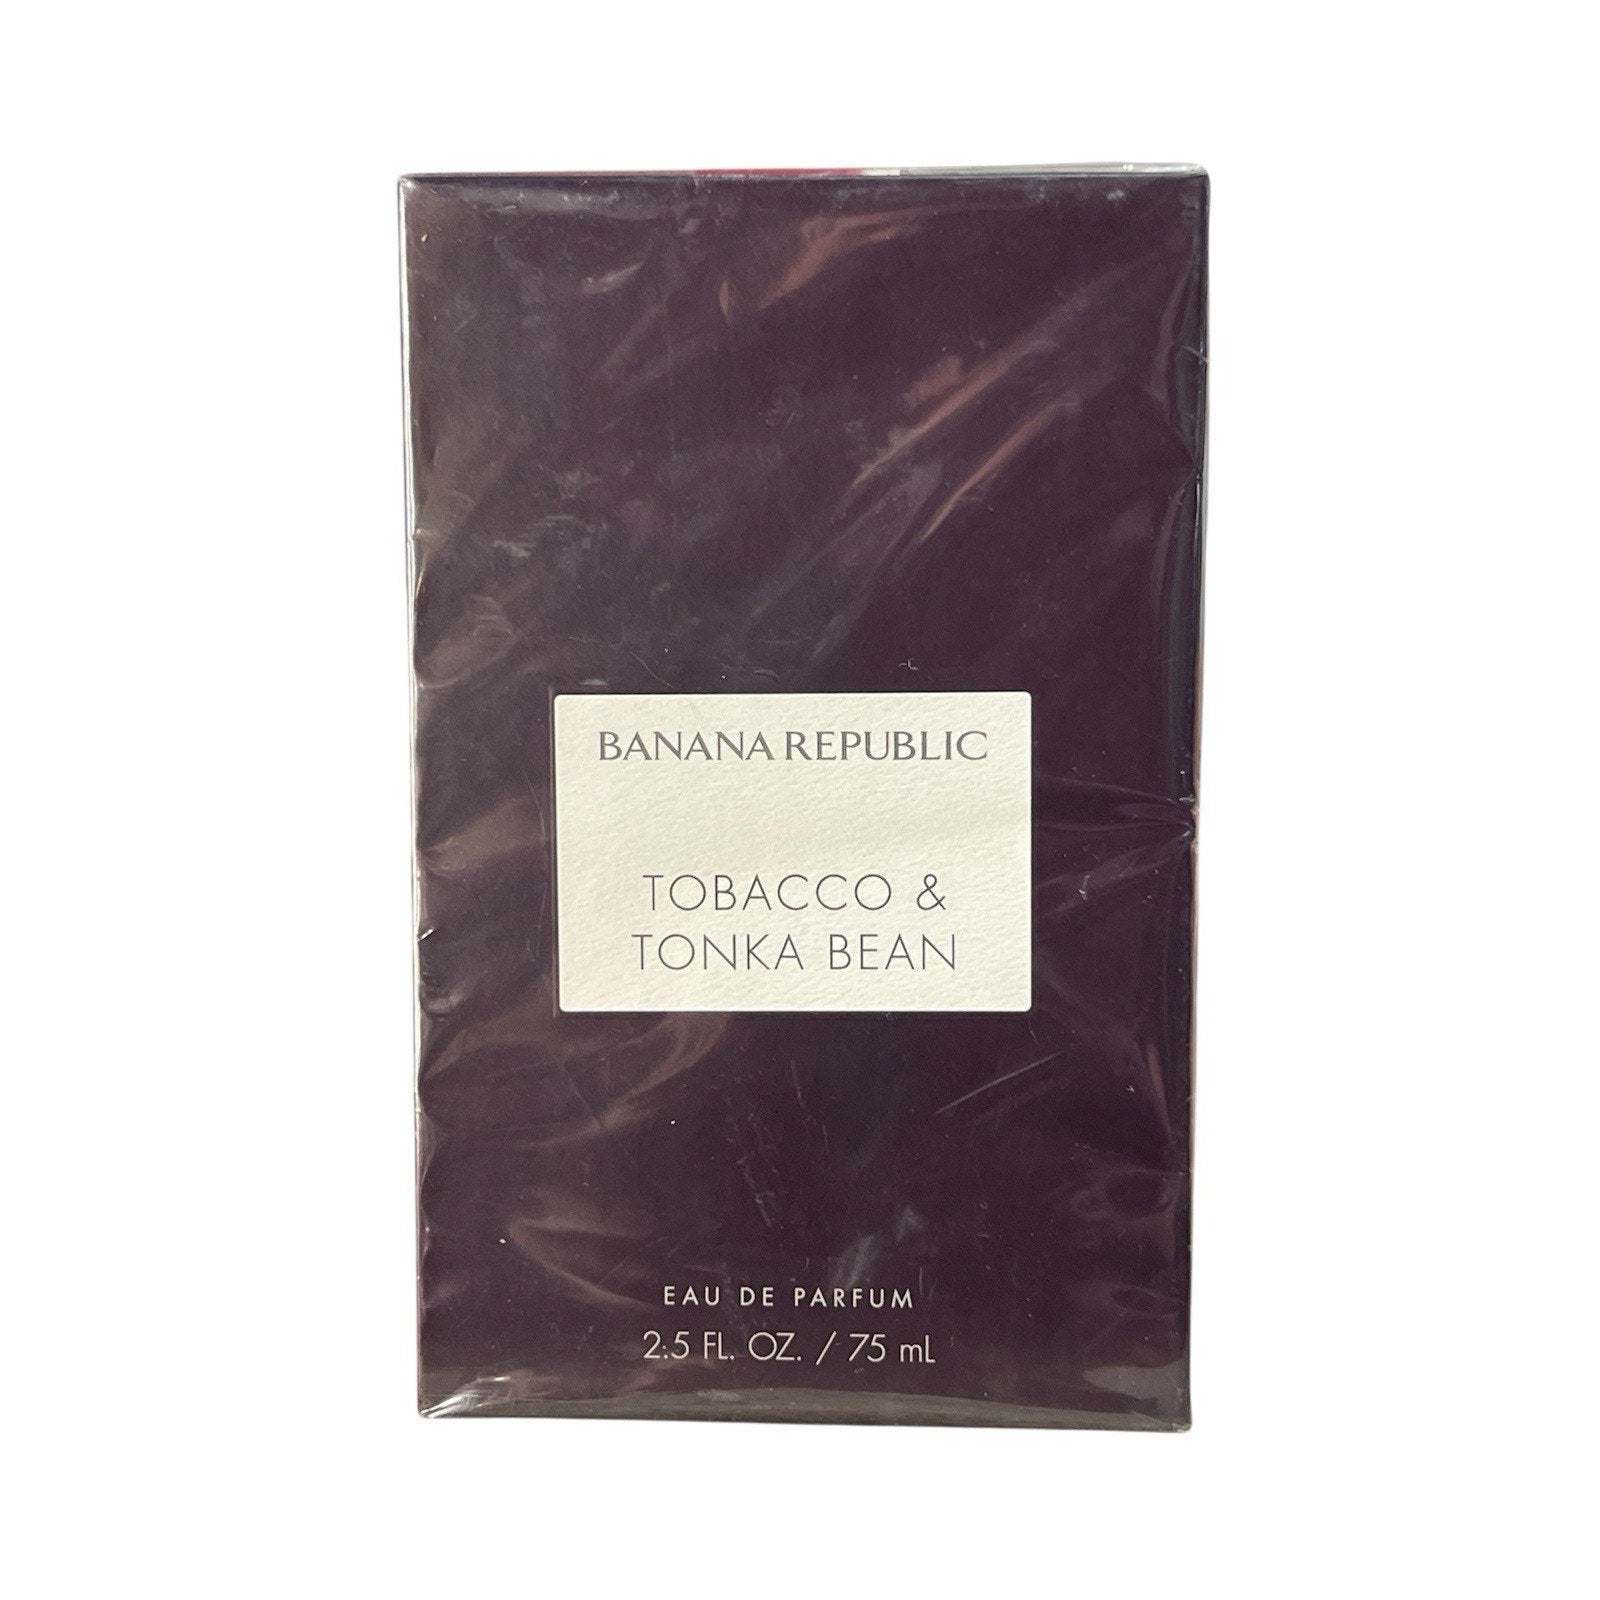 BANANA REPUBLIC
TOBACCO &
TONKA BEAN
EAU DE PARFUM
2.5 FL. OZ. / 75 mL